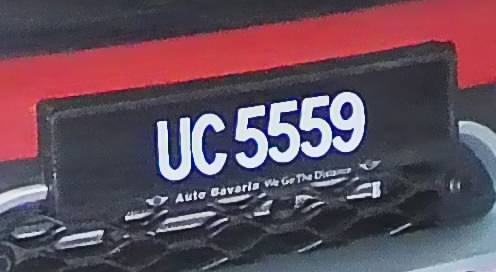 UC 5559
Auto Bavaria We Go The Distance